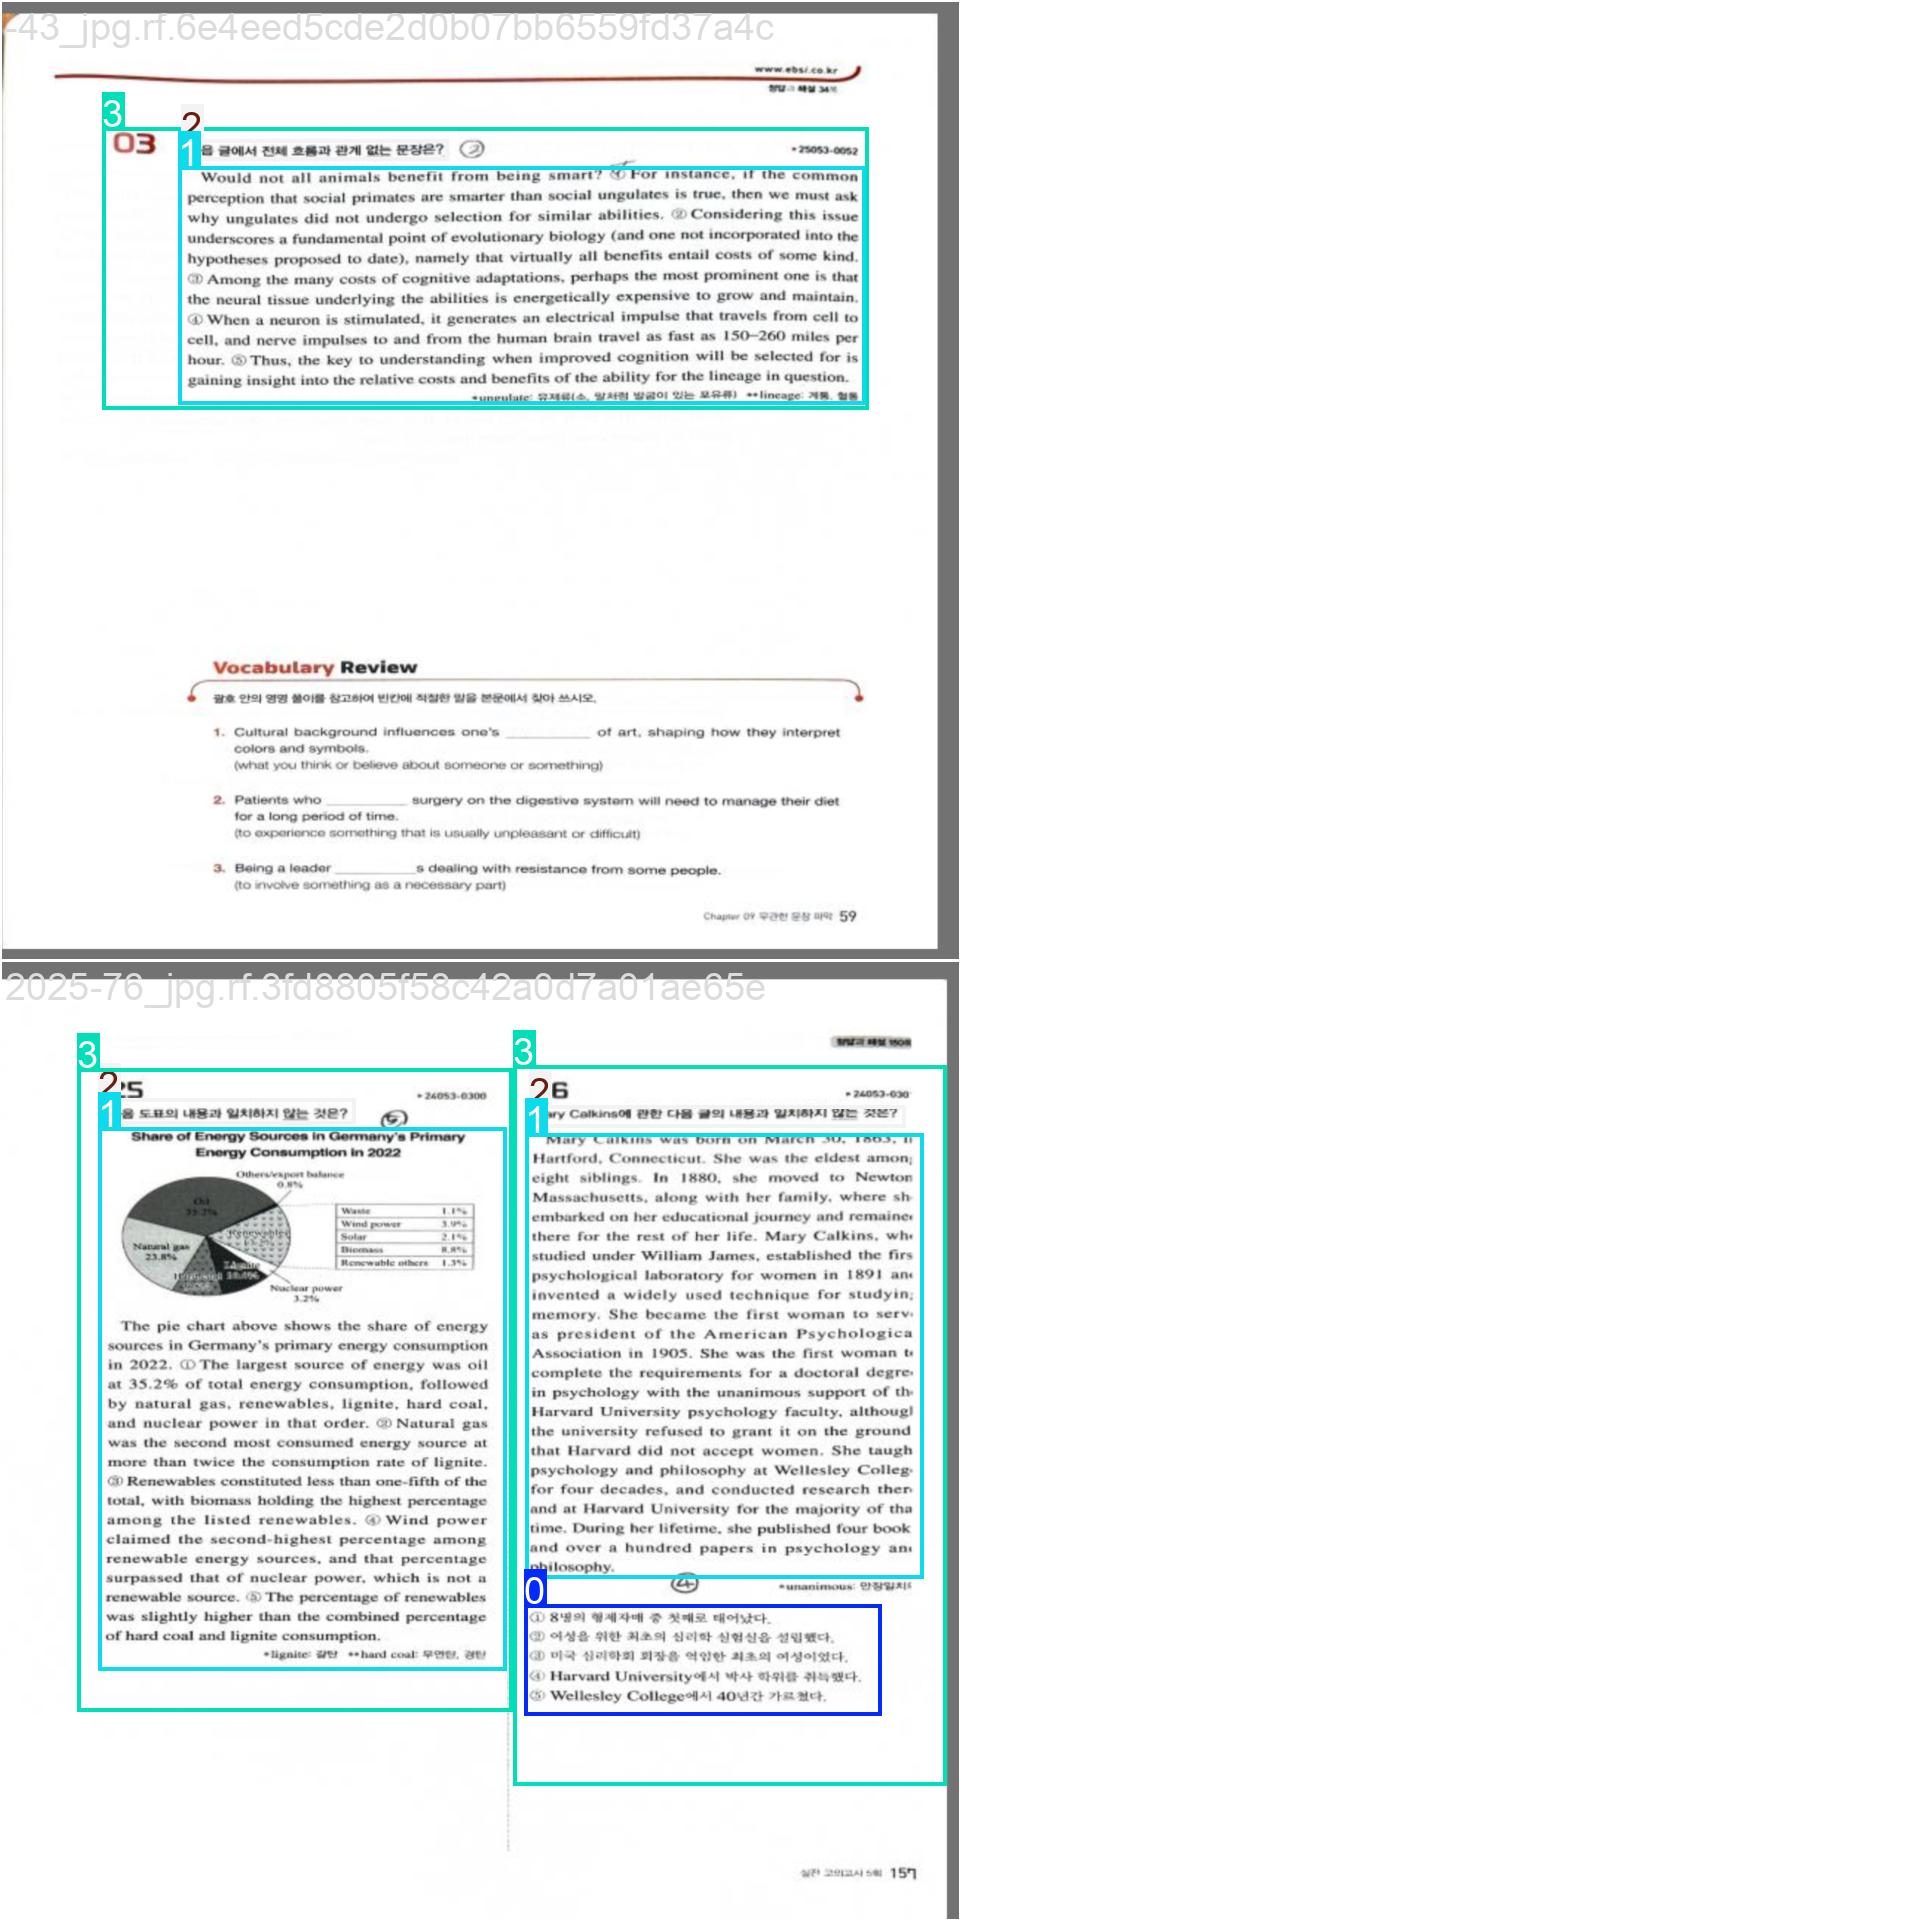 -43_jpg.rf.6e4eed5cde2d0b07bb6559fd37a4c
www.ebsi.co.kr
정답과 해설 34쪽
3
2
03
1
음 글에서 전체 흐름과 관계 없는 문장은? ②
•25053-0052
Would not all animals benefit from being smart? ① For instance, if the common
perception that social primates are smarter than social ungulates is true, then we must ask
why ungulates did not undergo selection for similar abilities. ② Considering this issue
underscores a fundamental point of evolutionary biology (and one not incorporated into the
hypotheses proposed to date), namely that virtually all benefits entail costs of some kind.
③ Among the many costs of cognitive adaptations, perhaps the most prominent one is that
the neural tissue underlying the abilities is energetically expensive to grow and maintain.
④ When a neuron is stimulated, it generates an electrical impulse that travels from cell to
cell, and nerve impulses to and from the human brain travel as fast as 150–260 miles per
hour. ⑤ Thus, the key to understanding when improved cognition will be selected for is
gaining insight into the relative costs and benefits of the ability for the lineage in question.
*ungulate: 유제류(소, 말처럼 발굽이 있는 포유류) **lineage: 계통, 혈통
Vocabulary Review
괄호 안의 영영 풀이를 참고하여 빈칸에 적절한 말을 본문에서 찾아 쓰시오.
1. Cultural background influences one's __________ of art, shaping how they interpret
colors and symbols.
(what you think or believe about someone or something)
2. Patients who __________ surgery on the digestive system will need to manage their diet
for a long period of time.
(to experience something that is usually unpleasant or difficult)
3. Being a leader __________s dealing with resistance from some people.
(to involve something as a necessary part)
Chapter 09 무관한 문장 파악 59
2025-76_jpg.rf.3fd8805f58c42a0d7a01ae65e
3
2
25
•24053-0300
1
음 도표의 내용과 일치하지 않는 것은? ⑤
Share of Energy Sources in Germany's Primary
Energy Consumption in 2022
Others/export balance
0.8%
Oil
35.2%
Renewables
Natural gas
23.8%
Lignite
Nuclear power
3.2%
Waste 1.1%
Wind power 3.9%
Solar 2.1%
Biomass 8.8%
Renewable others 1.3%
The pie chart above shows the share of energy
sources in Germany's primary energy consumption
in 2022. ① The largest source of energy was oil
at 35.2% of total energy consumption, followed
by natural gas, renewables, lignite, hard coal,
and nuclear power in that order. ② Natural gas
was the second most consumed energy source at
more than twice the consumption rate of lignite.
③ Renewables constituted less than one-fifth of the
total, with biomass holding the highest percentage
among the listed renewables. ④ Wind power
claimed the second-highest percentage among
renewable energy sources, and that percentage
surpassed that of nuclear power, which is not a
renewable source. ⑤ The percentage of renewables
was slightly higher than the combined percentage
of hard coal and lignite consumption.
*lignite: 갈탄 **hard coal: 무연탄, 경탄
정답과 해설 150쪽
3
2
6
•24053-030
1
ary Calkins에 관한 다음 글의 내용과 일치하지 않는 것은?
Mary Calkins was born on March 30, 1863, i
Hartford, Connecticut. She was the eldest amon
eight siblings. In 1880, she moved to Newton
Massachusetts, along with her family, where sh
embarked on her educational journey and remaine
there for the rest of her life. Mary Calkins, wh
studied under William James, established the firs
psychological laboratory for women in 1891 an
invented a widely used technique for studyin
memory. She became the first woman to serv
as president of the American Psychologica
Association in 1905. She was the first woman t
complete the requirements for a doctoral degre
in psychology with the unanimous support of th
Harvard University psychology faculty, althoug
the university refused to grant it on the ground
that Harvard did not accept women. She taugh
psychology and philosophy at Wellesley Colleg
for four decades, and conducted research ther
and at Harvard University for the majority of tha
time. During her lifetime, she published four book
and over a hundred papers in psychology an
philosophy.
*unanimous: 만장일치의
④
0
① 8명의 형제자매 중 첫째로 태어났다.
② 여성을 위한 최초의 심리학 실험실을 설립했다.
③ 미국 심리학회 회장을 역임한 최초의 여성이었다.
④ Harvard University에서 박사 학위를 취득했다.
⑤ Wellesley College에서 40년간 가르쳤다.
실전 모의고사 5회 157